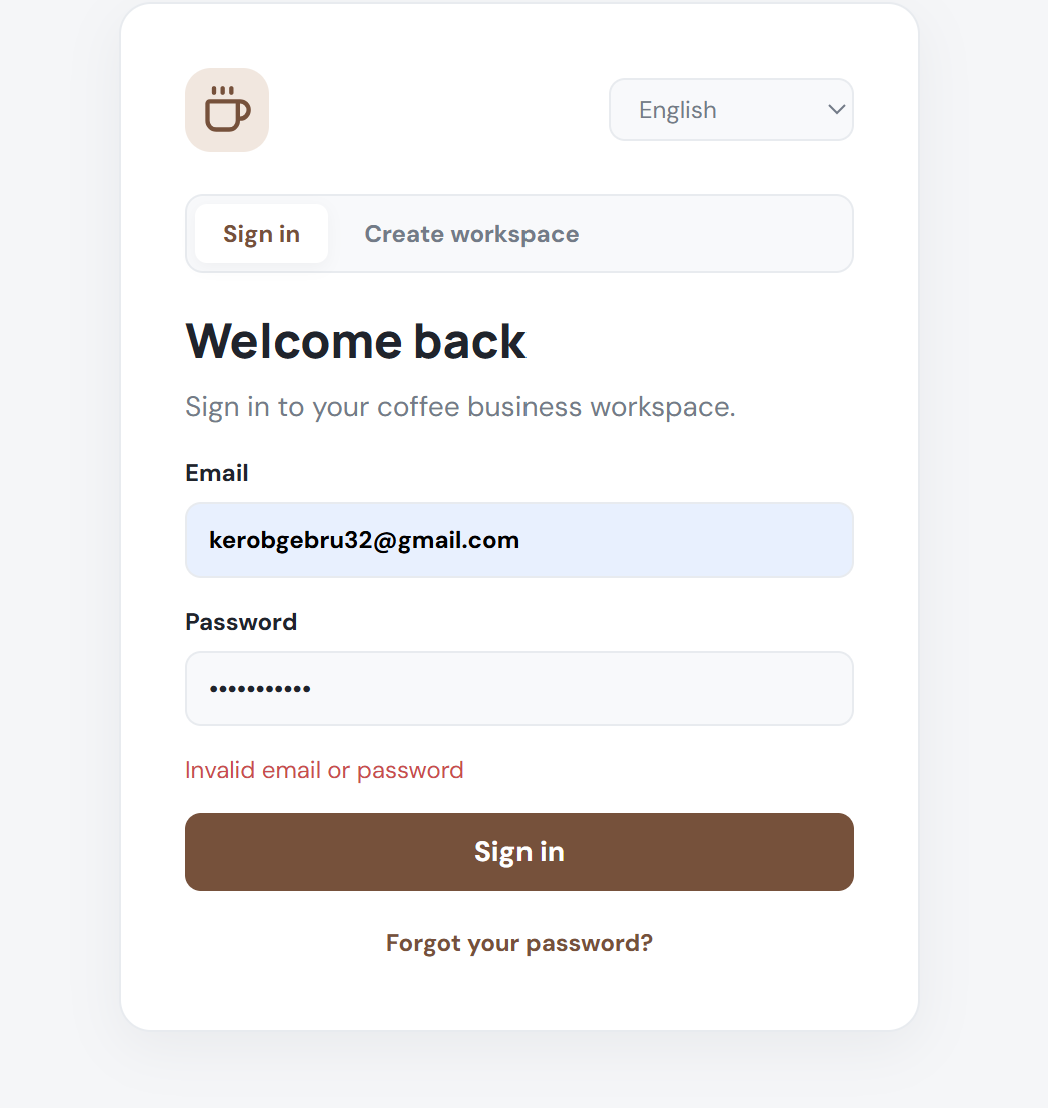 English
Sign in
Create workspace
Welcome back
Sign in to your coffee business workspace.
Email
kerobgebru32@gmail.com
Password
•••••••••••
Invalid email or password
Sign in
Forgot your password?